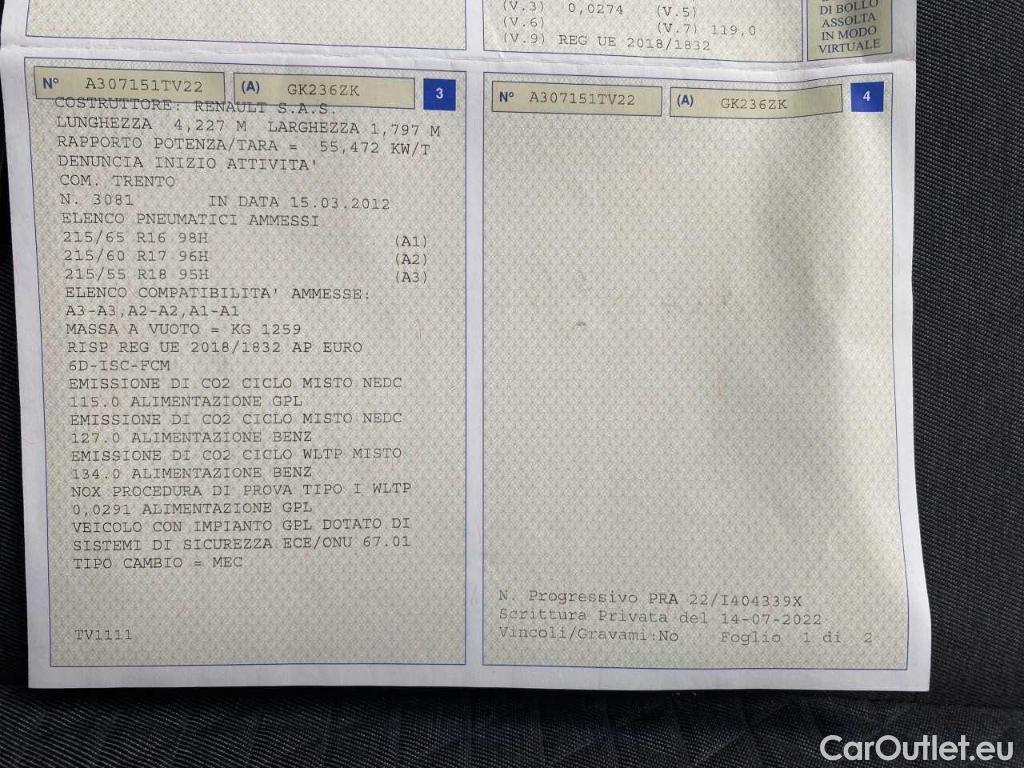 (V.3) 0,0274 (V.5)
(V.6) (V.7) 119,0
(V.9) REG UE 2018/1832
DI BOLLO
ASSOLTA
IN MODO
VIRTUALE
N° A307151TV22 (A) GK236ZK 3
COSTRUTTORE: RENAULT S.A.S.
LUNGHEZZA 4,227 M LARGHEZZA 1,797 M
RAPPORTO POTENZA/TARA = 55,472 KW/T
DENUNCIA INIZIO ATTIVITA'
COM. TRENTO
N. 3081 IN DATA 15.03.2012
ELENCO PNEUMATICI AMMESSI
215/65 R16 98H (A1)
215/60 R17 96H (A2)
215/55 R18 95H (A3)
ELENCO COMPATIBILITA' AMMESSE:
A3-A3,A2-A2,A1-A1
MASSA A VUOTO = KG 1259
RISP REG UE 2018/1832 AP EURO
6D-ISC-FCM
EMISSIONE DI CO2 CICLO MISTO NEDC
115.0 ALIMENTAZIONE GPL
EMISSIONE DI CO2 CICLO MISTO NEDC
127.0 ALIMENTAZIONE BENZ
EMISSIONE DI CO2 CICLO WLTP MISTO
134.0 ALIMENTAZIONE BENZ
NOX PROCEDURA DI PROVA TIPO I WLTP
0,0291 ALIMENTAZIONE GPL
VEICOLO CON IMPIANTO GPL DOTATO DI
SISTEMI DI SICUREZZA ECE/ONU 67.01
TIPO CAMBIO = MEC
TV1111
N° A307151TV22 (A) GK236ZK 4
N. Progressivo PRA 22/I404339X
Scrittura Privata del 14-07-2022
Vincoli/Gravami:No Foglio 1 di 2
CarOutlet.eu